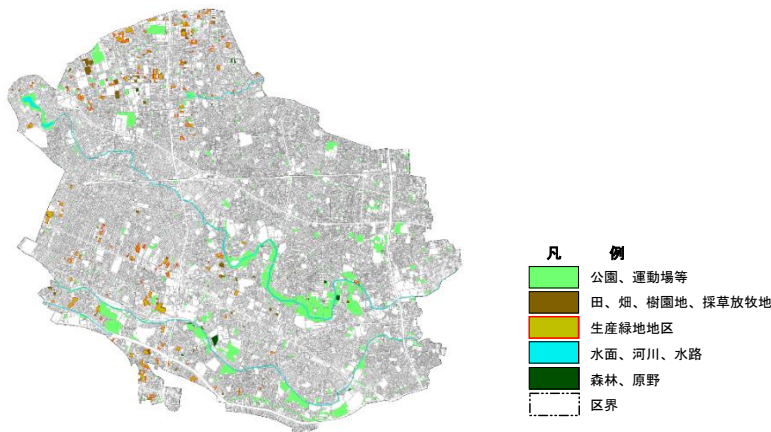 凡 例
公園、運動場等
田、畑、樹園地、採草放牧地
生産緑地地区
水面、河川、水路
森林、原野
区界